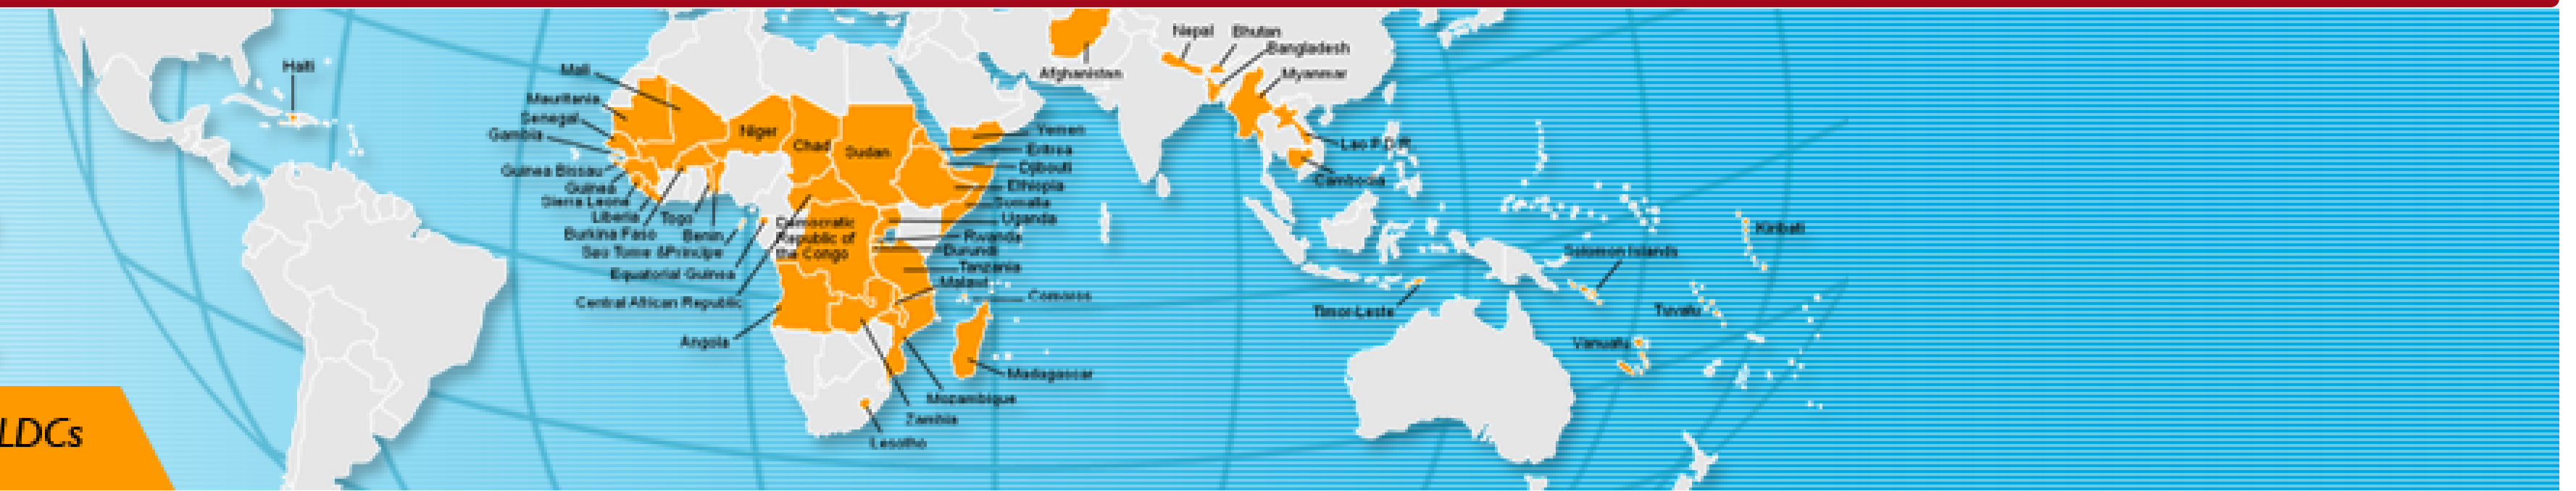 Haiti
Mali
Mauritania
Senegal
Gambia
Guinea Bissau
Guinea
Sierra Leone
Liberia
Togo
Burkina Faso
Benin
Sao Tome &Principe
Equatorial Guinea
Central African Republic
Angola
Niger
Chad
Sudan
Democratic
Republic of
the Congo
Afghanistan
Nepal
Bhutan
Bangladesh
Myanmar
Yemen
Eritrea
Djibouti
Ethiopia
Somalia
Uganda
Rwanda
Burundi
Tanzania
Malawi
Comoros
Madagascar
Mozambique
Zambia
Lesotho
Lao P.D.R.
Cambodia
Timor-Leste
Solomon Islands
Kiribati
Tuvalu
Vanuatu
LDCs